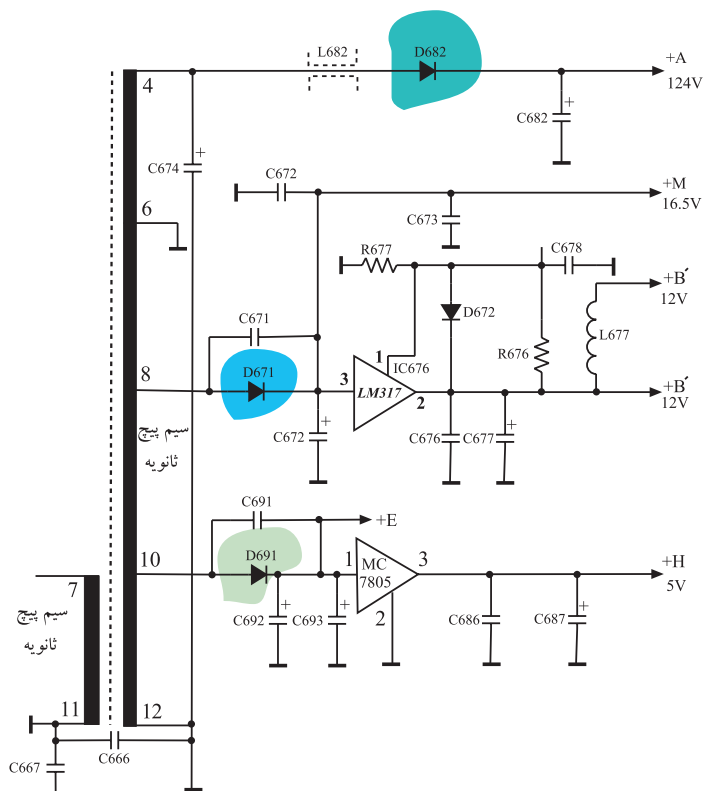 L682
D682
+A
124V
4
C674
+
+
C682
C672
+M
16.5V
6
C673
R677
C678
+B´
12V
C671
D672
1
IC676
R676
L677
8
D671
3
LM317
2
+B´
12V
سیم پیچ
ثانویه
C672
+
C676
C677
+
C691
+E
10
D691
1
MC
7805
3
+H
5V
7
سیم پیچ
ثانویه
C692
+
C693
+
2
C686
C687
+
11
12
C667
C666